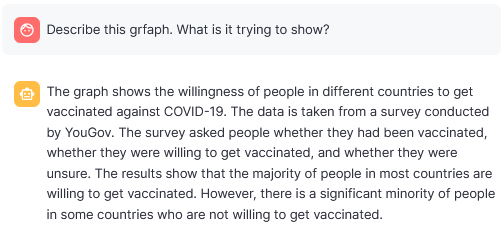 Describe this grfaph. What is it trying to show?
The graph shows the willingness of people in different countries to get
vaccinated against COVID-19. The data is taken from a survey conducted
by YouGov. The survey asked people whether they had been vaccinated,
whether they were willing to get vaccinated, and whether they were
unsure. The results show that the majority of people in most countries are
willing to get vaccinated. However, there is a significant minority of people
in some countries who are not willing to get vaccinated.